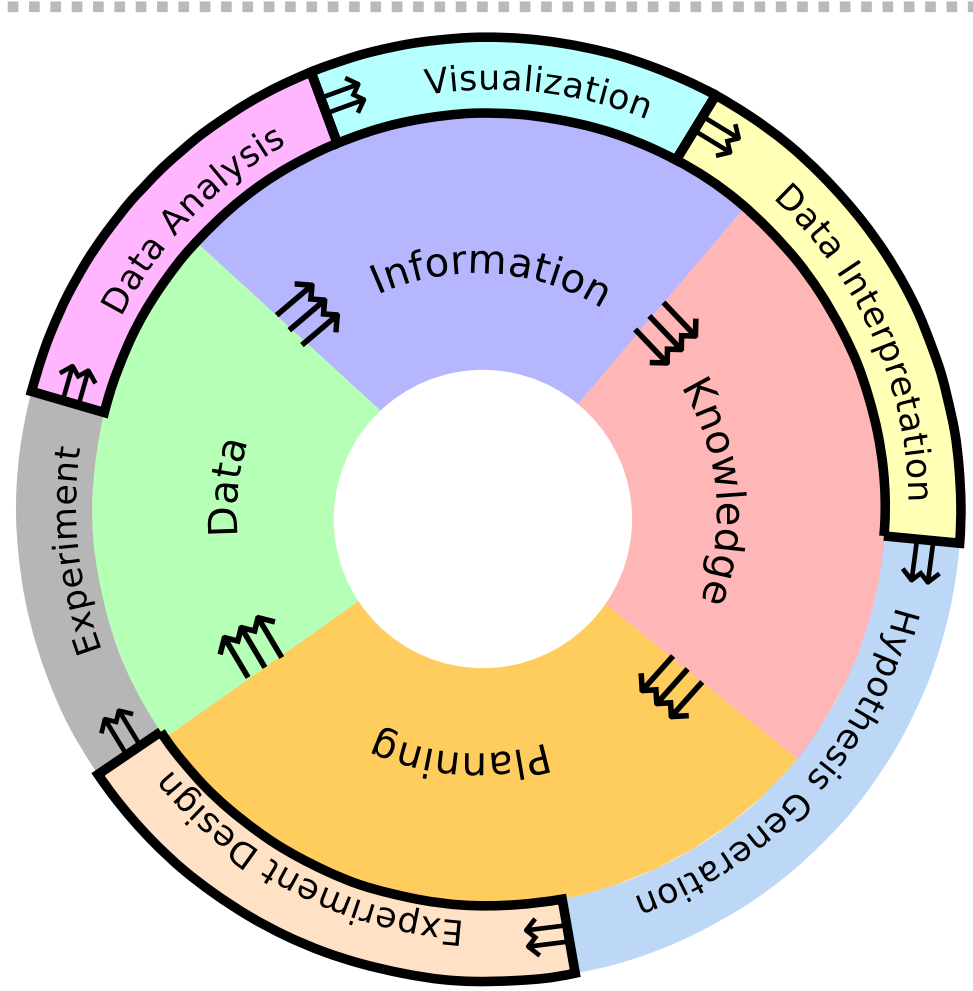 Visualization
Data Interpretation
Hypothesis Generation
Experiment Design
Experiment
Data Analysis
Information
Knowledge
Planning
Data